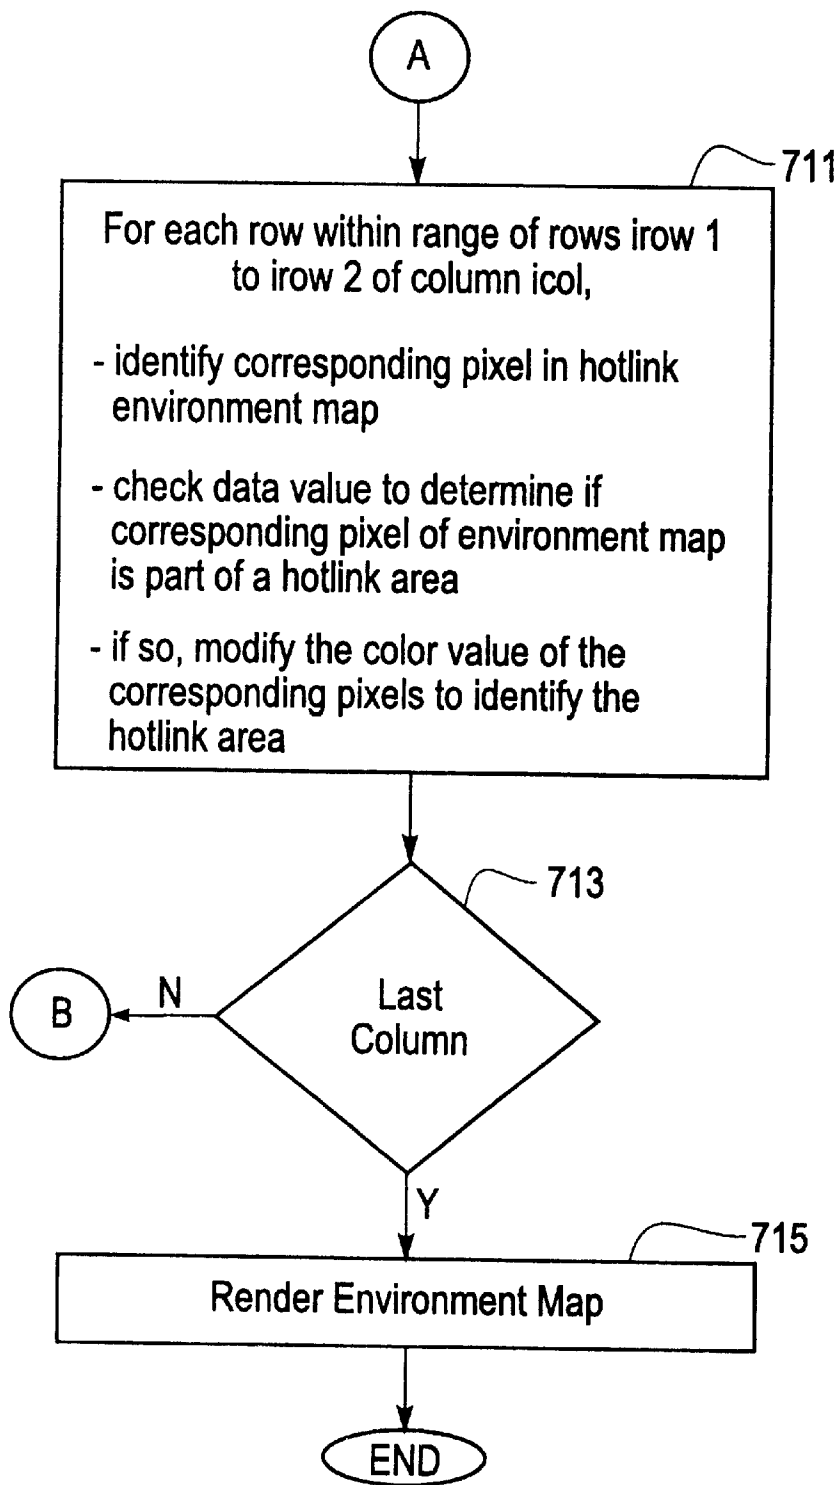 A
711
For each row within range of rows irow 1
to irow 2 of column icol,
- identify corresponding pixel in hotlink
environment map
- check data value to determine if
corresponding pixel of environment map
is part of a hotlink area
- if so, modify the color value of the
corresponding pixels to identify the
hotlink area
713
Last
Column
N
B
Y
715
Render Environment Map
END